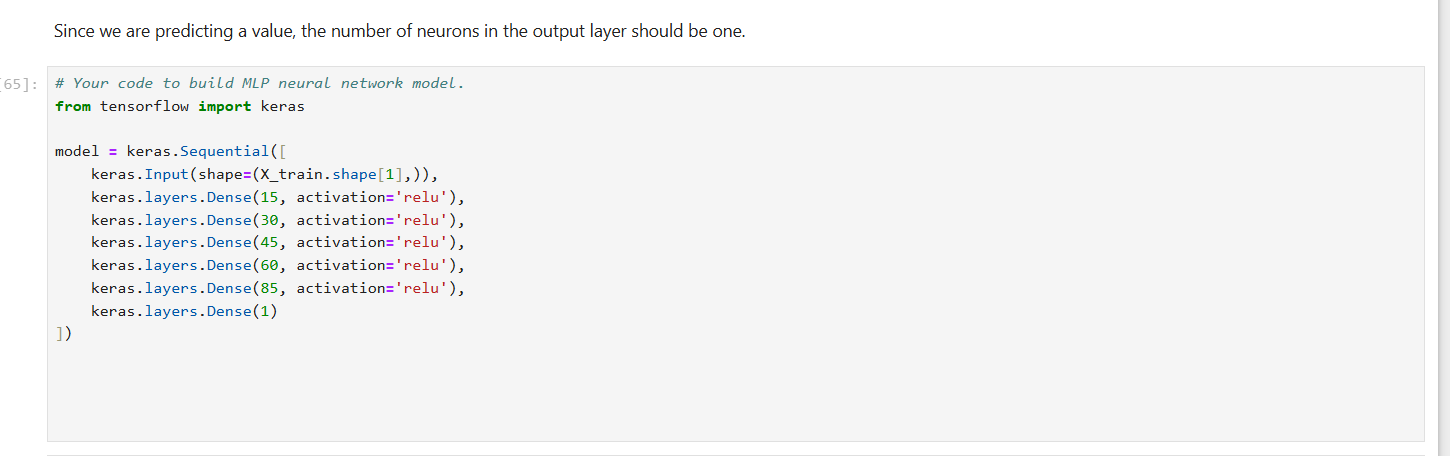 Since we are predicting a value, the number of neurons in the output layer should be one.
[65]:
# Your code to build MLP neural network model.
from tensorflow import keras
model = keras.Sequential([
    keras.Input(shape=(X_train.shape[1],)),
    keras.layers.Dense(15, activation='relu'),
    keras.layers.Dense(30, activation='relu'),
    keras.layers.Dense(45, activation='relu'),
    keras.layers.Dense(60, activation='relu'),
    keras.layers.Dense(85, activation='relu'),
    keras.layers.Dense(1)
])